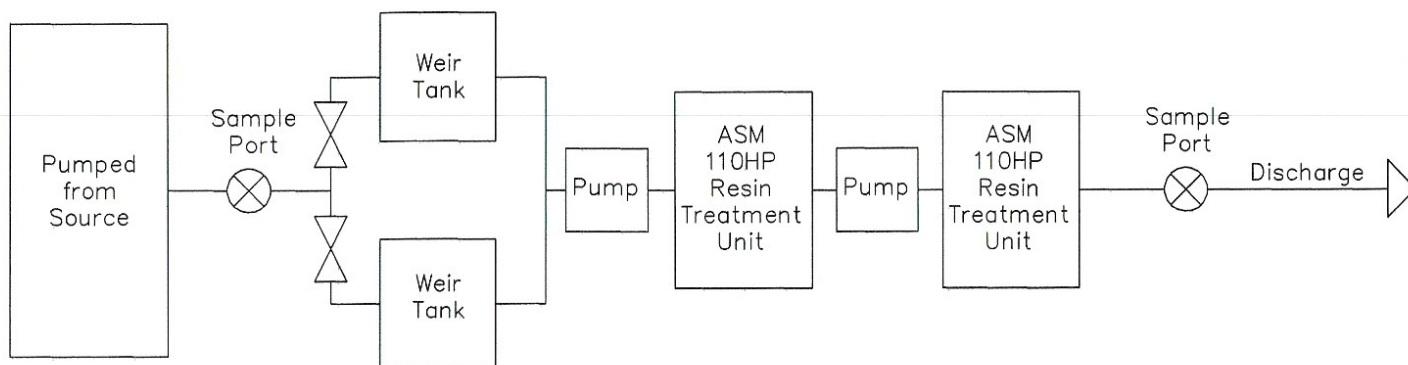 Pumped
from
Source
Sample
Port
Weir
Tank
Weir
Tank
Pump
ASM
110HP
Resin
Treatment
Unit
Pump
ASM
110HP
Resin
Treatment
Unit
Sample
Port
Discharge